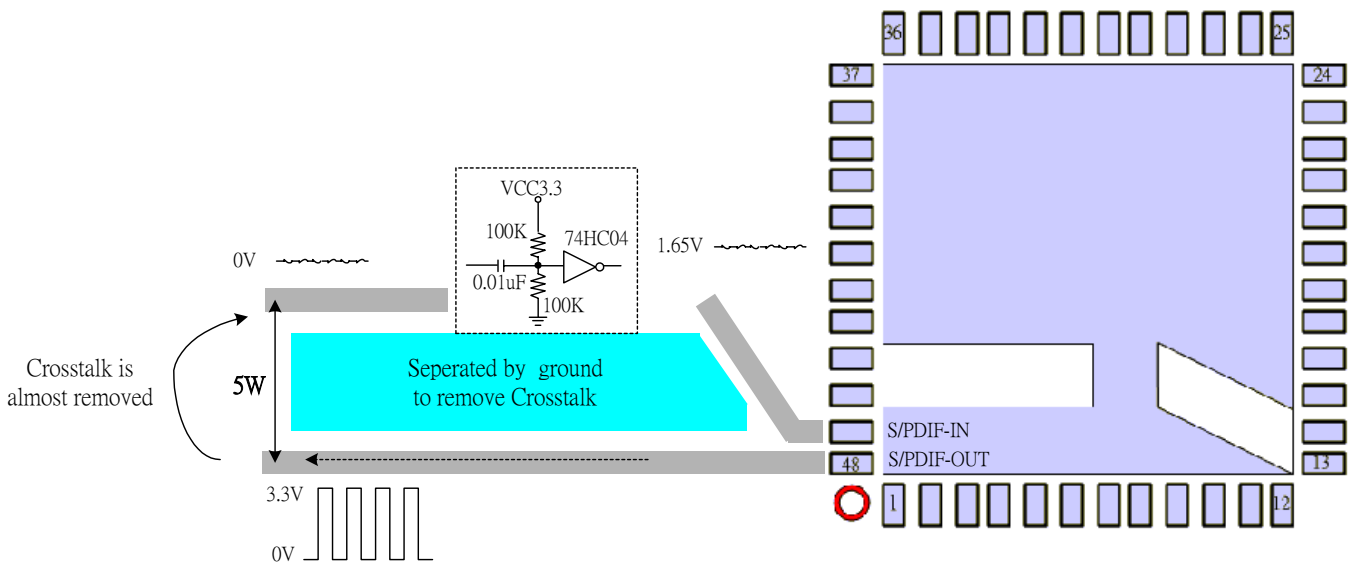 36
25
37
24
VCC3.3
100K
74HC04
0.01uF
100K
0V
1.65V
Crosstalk is
almost removed
5W
Seperated by ground
to remove Crosstalk
S/PDIF-IN
48
S/PDIF-OUT
13
3.3V
0V
1
12